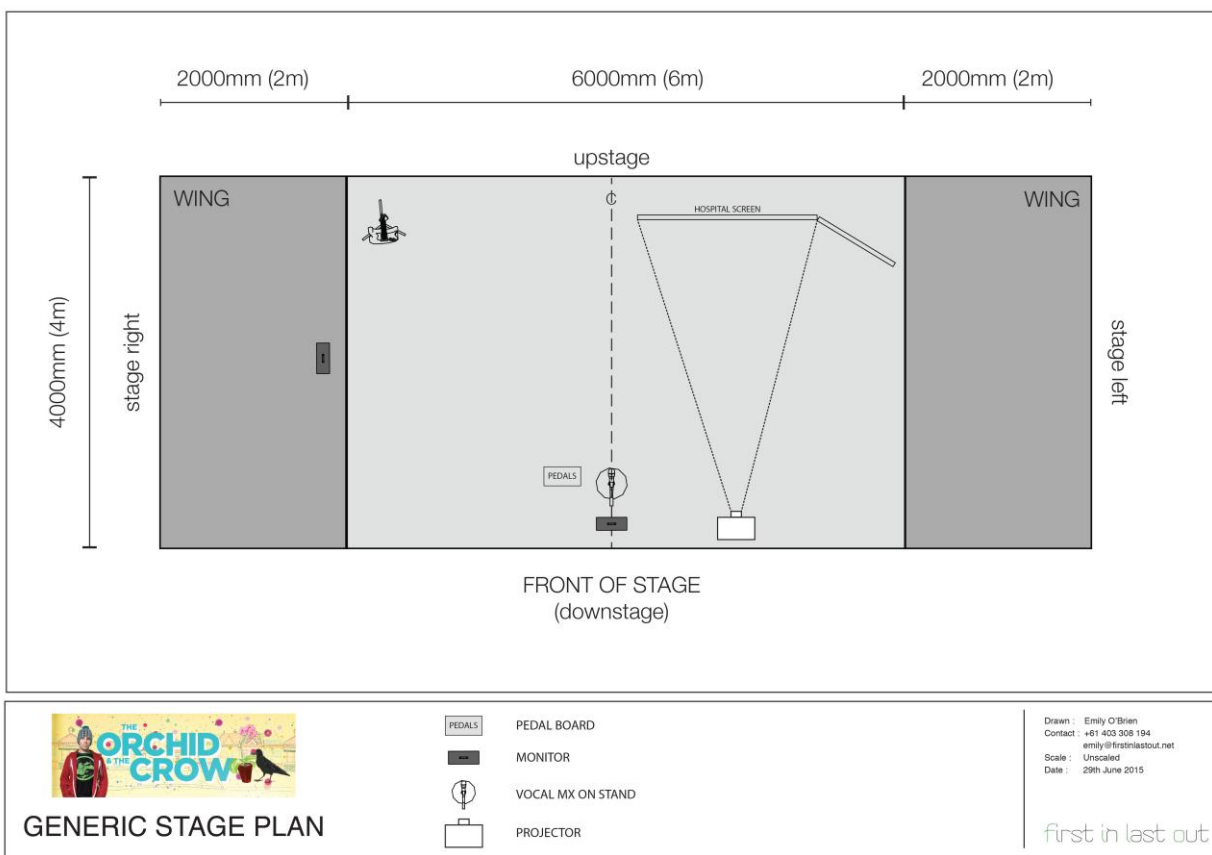 2000mm (2m)
6000mm (6m)
2000mm (2m)
upstage
WING
℄
HOSPITAL SCREEN
WING
4000mm (4m)
stage right
stage left
PEDALS
FRONT OF STAGE
(downstage)
THE
ORCHID
& THE
CROW
GENERIC STAGE PLAN
PEDALS
PEDAL BOARD
MONITOR
VOCAL MX ON STAND
PROJECTOR
Drawn : Emily O'Brien
Contact : +61 403 308 194
emily@firstinlastout.net
Scale : Unscaled
Date : 29th June 2015
first in last out